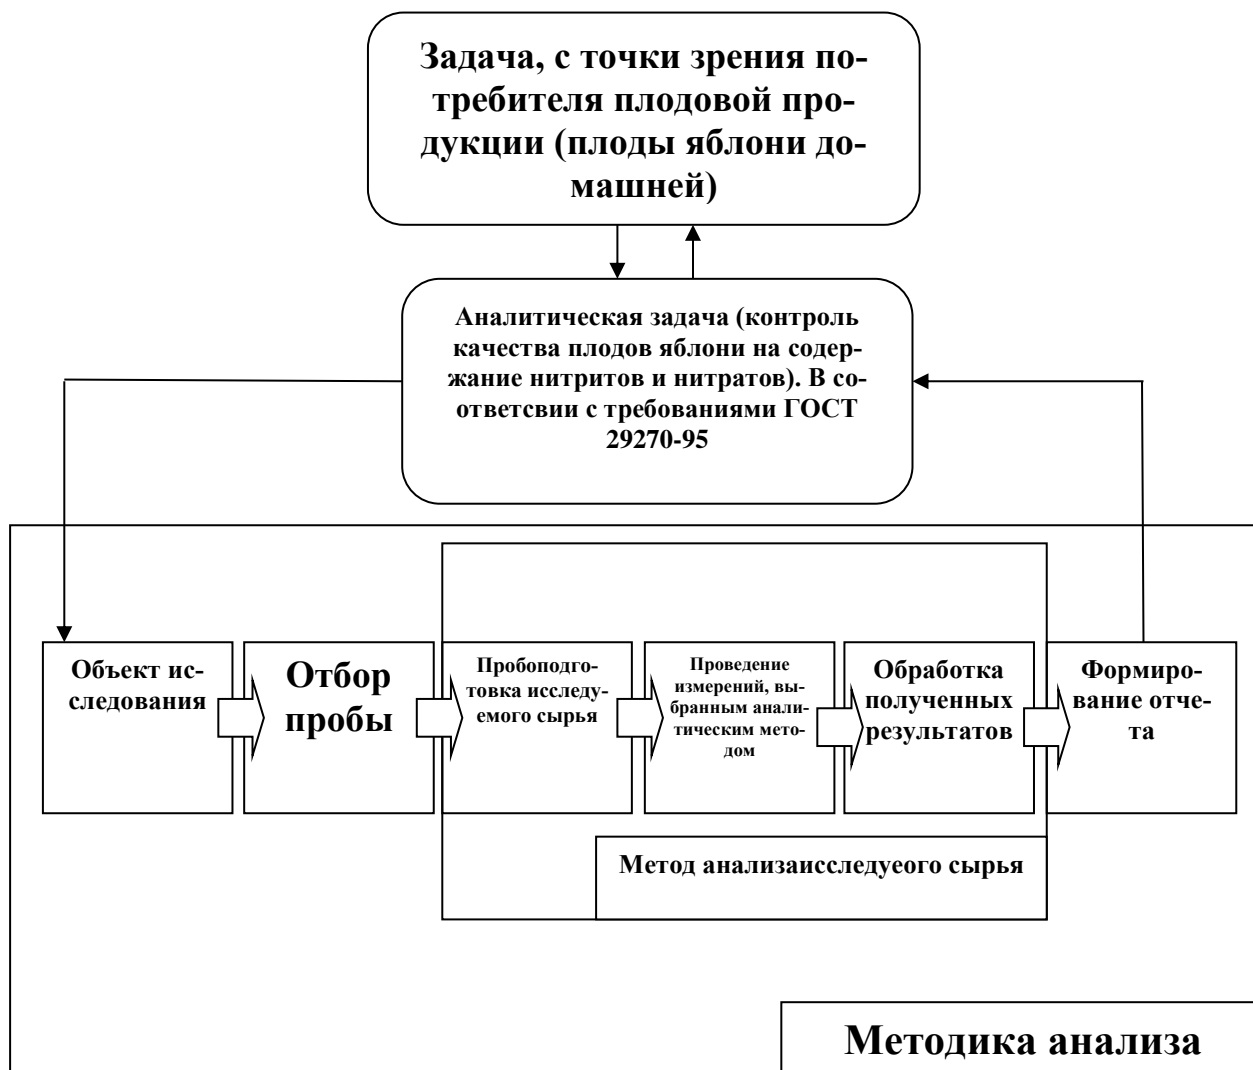 Задача, с точки зрения по-
требителя плодовой про-
дукции (плоды яблони до-
машней)
Аналитическая задача (контроль
качества плодов яблони на содер-
жание нитритов и нитратов). В со-
ответсвии с требованиями ГОСТ
29270-95
Объект ис-
следования
Отбор
пробы
Пробоподго-
товка исследу-
емого сырья
Проведение
измерений, вы-
бранным анали-
тическим мето-
дом
Обработка
полученных
результатов
Формиро-
вание отче-
та
Метод анализаисследуеого сырья
Методика анализа